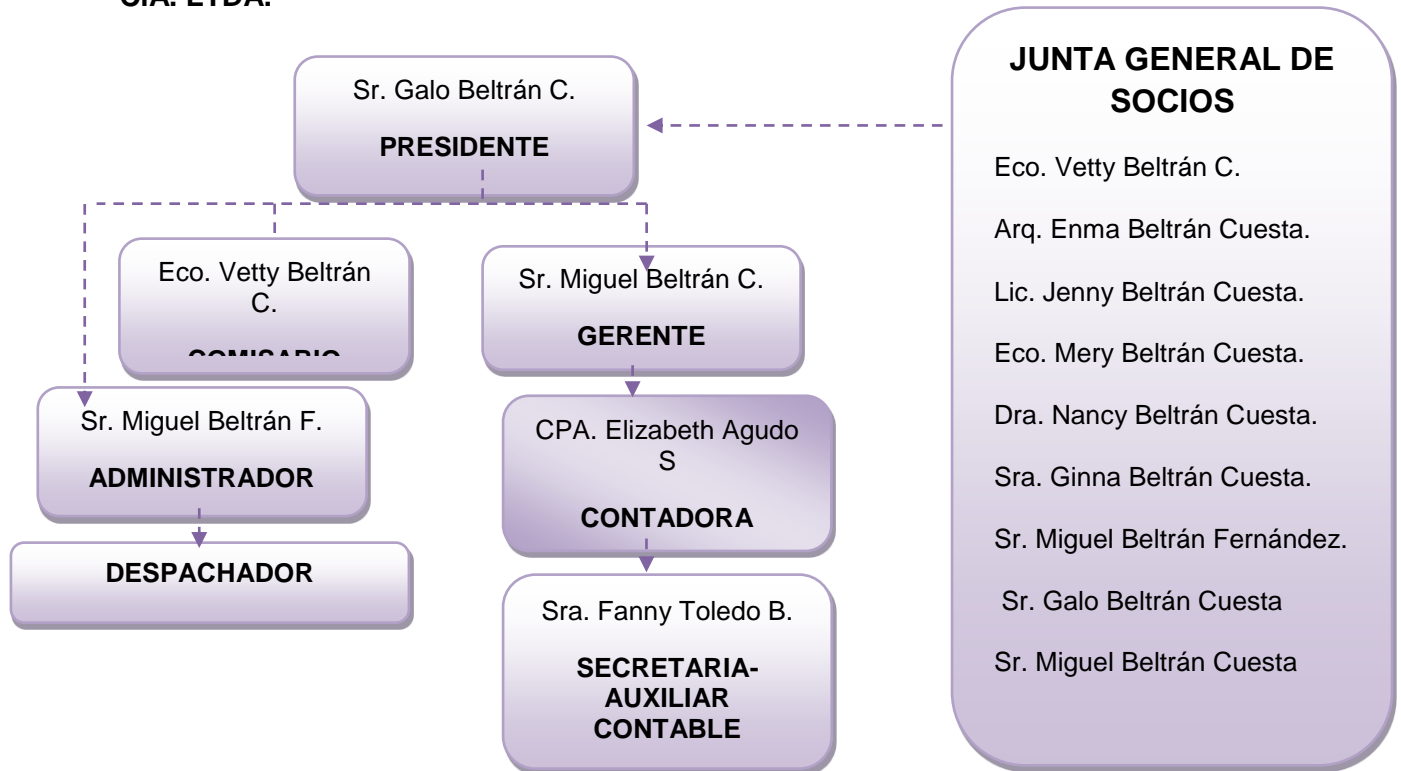 CIA. LTDA.
Sr. Galo Beltrán C.
PRESIDENTE
Eco. Vetty Beltrán
C.
COMISARIO
Sr. Miguel Beltrán C.
GERENTE
Sr. Miguel Beltrán F.
ADMINISTRADOR
DESPACHADOR
CPA. Elizabeth Agudo
S
CONTADORA
Sra. Fanny Toledo B.
SECRETARIA-
AUXILIAR
CONTABLE
JUNTA GENERAL DE
SOCIOS
Eco. Vetty Beltrán C.
Arq. Enma Beltrán Cuesta.
Lic. Jenny Beltrán Cuesta.
Eco. Mery Beltrán Cuesta.
Dra. Nancy Beltrán Cuesta.
Sra. Ginna Beltrán Cuesta.
Sr. Miguel Beltrán Fernández.
Sr. Galo Beltrán Cuesta
Sr. Miguel Beltrán Cuesta